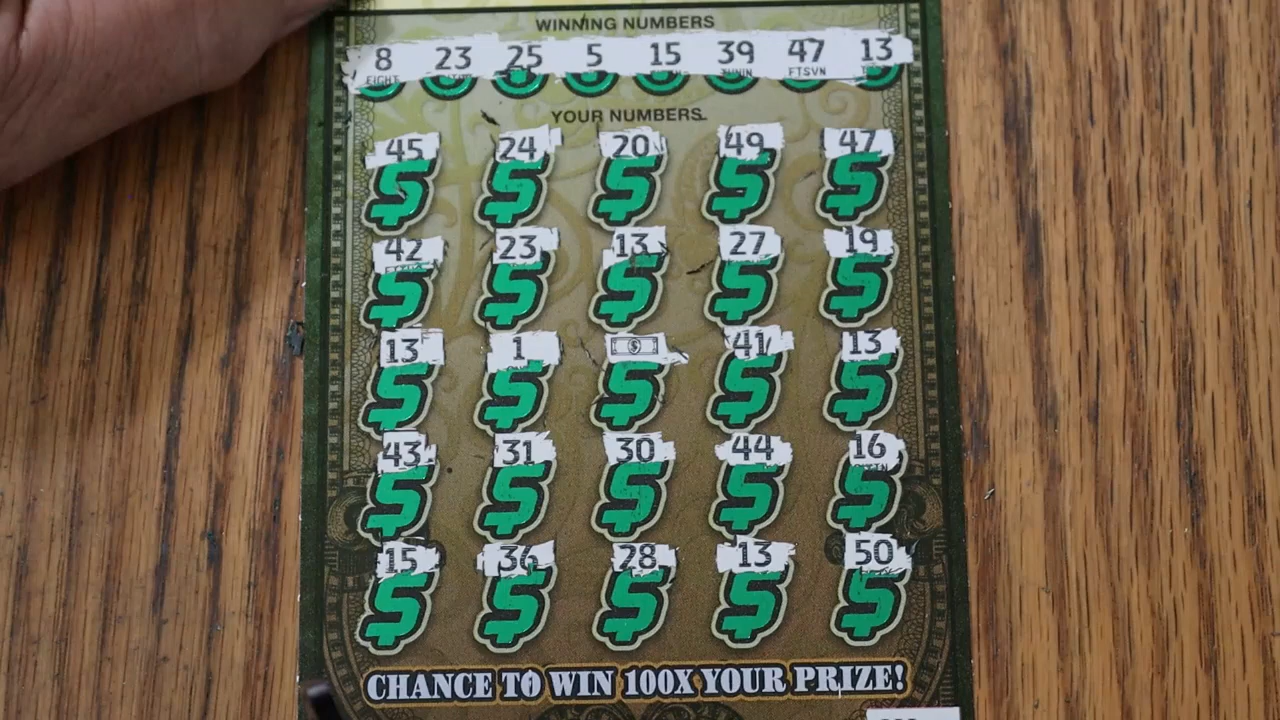 WINNING NUMBERS
8 23 25 5 15 39 47 13
EIGHT FTSVN
YOUR NUMBERS
45 24 20 49 47
42 23 13 27 19
13 1 $ 41 13
43 31 30 44 16
15 36 28 13 50
CHANCE TO WIN 100X YOUR PRIZE!